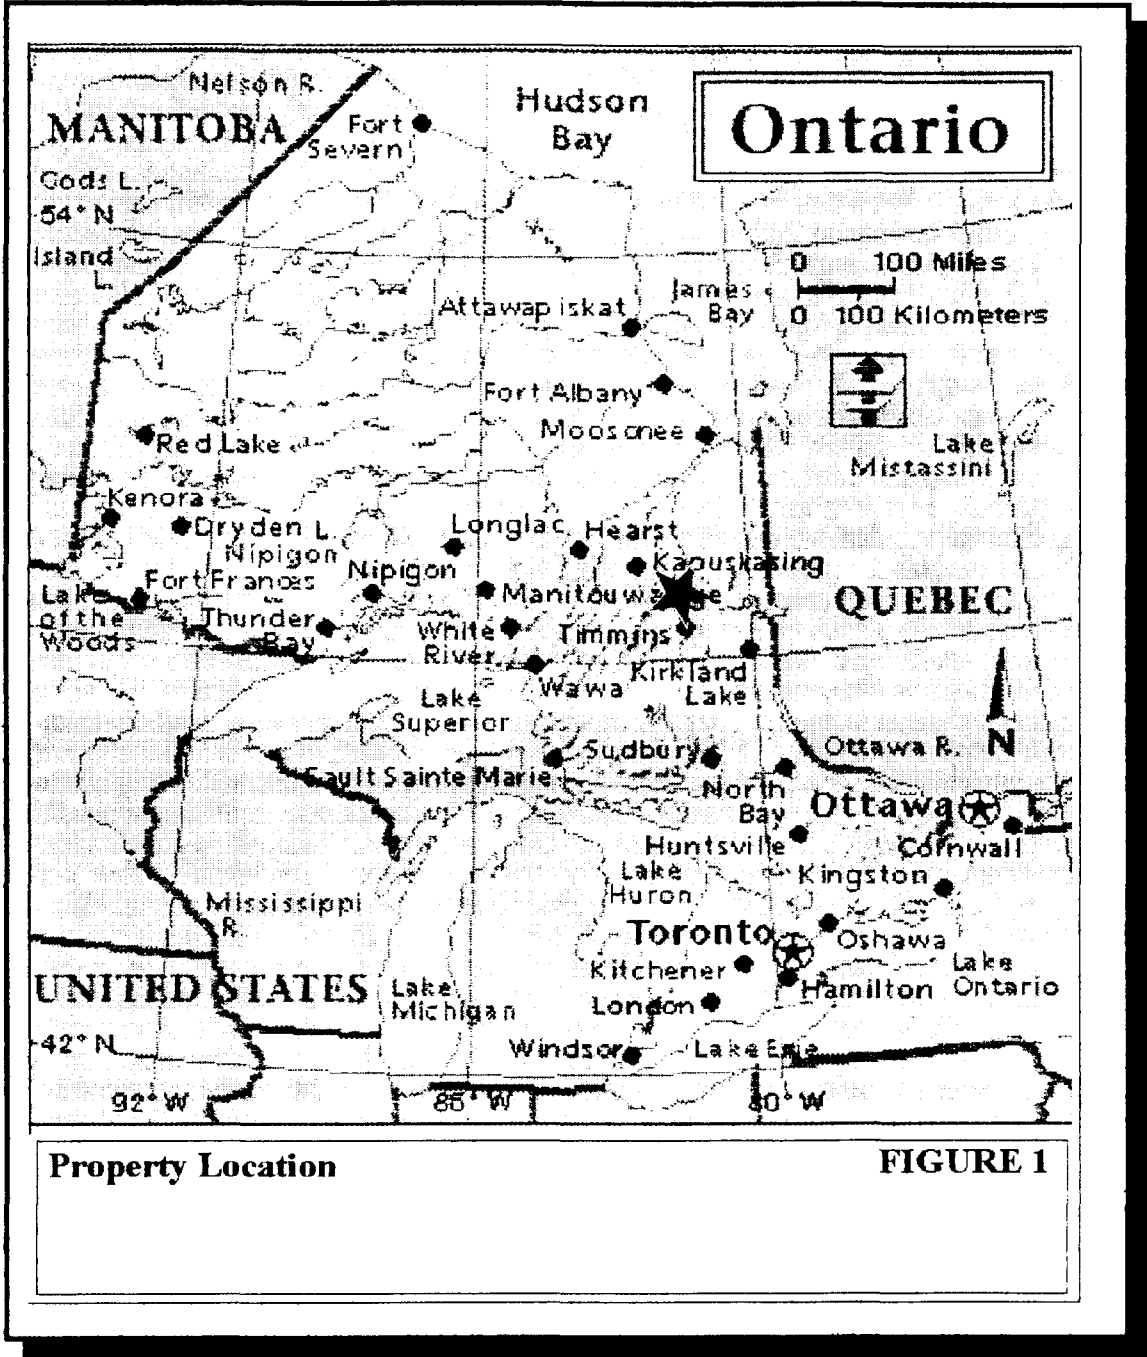 Nelson R.
MANITOBA
Fort
Severn
Hudson
Bay
Ontario
Gods L.
54° N
Island
L
0 100 Miles
0 100 Kilometers
James
Bay
Attawapiskat
Fort Albany
Moosonee
Red Lake
Lake
Mistassini
Kenora
Dryden L.
Nipigon
Longlac
Hearst
Kapuskasing
Nipigon
Fort Frances
Lake
of the
Woods
Thunder
Bay
Manitouwadge
White
River
Timmins
QUEBEC
Kirkland
Lake
Wawa
Lake
Superior
N
Sudbury
Ottawa R.
Sault Sainte Marie
North
Bay
Ottawa
Huntsville
Cornwall
Lake
Huron
Kingston
Mississippi
R.
Toronto
Oshawa
Kitchener
Hamilton
Lake
Ontario
UNITED STATES
Lake
Michigan
London
42° N
Windsor
Lake Erie
92° W
86° W
80° W
Property Location
FIGURE 1